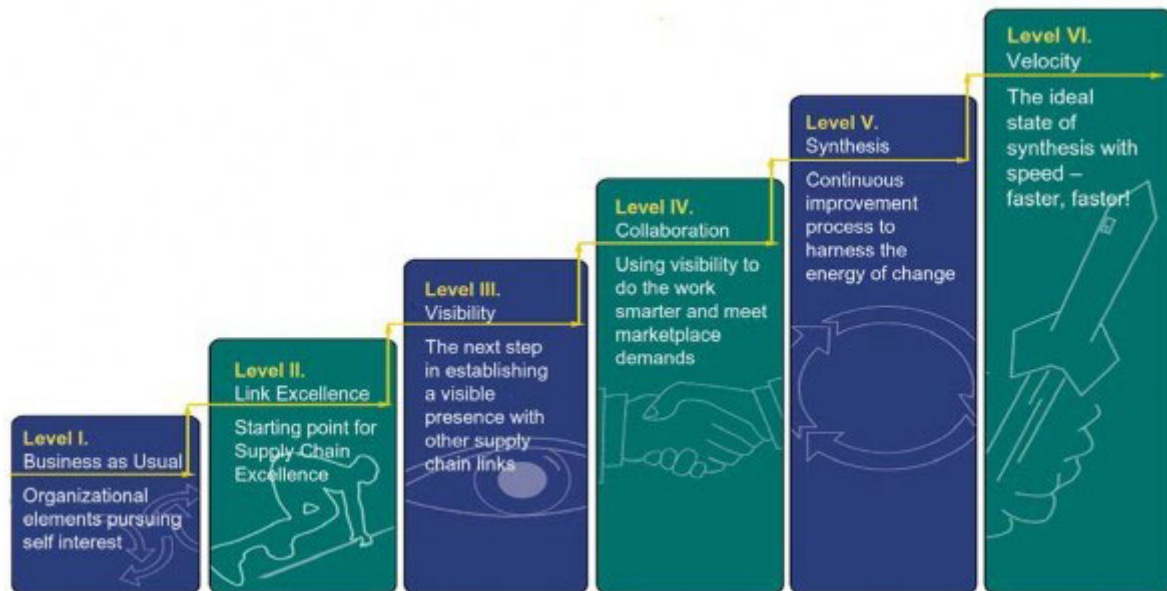 Level I.
Business as Usual
Organizational
elements pursuing
self interest
Level II.
Link Excellence
Starting point for
Supply Chain
Excellence
Level III.
Visibility
The next step
in establishing
a visible
presence with
other supply
chain links
Level IV.
Collaboration
Using visibility to
do the work
smarter and meet
marketplace
demands
Level V.
Synthesis
Continuous
improvement
process to
harness the
energy of change
Level VI.
Velocity
The ideal
state of
synthesis with
speed –
faster, faster!